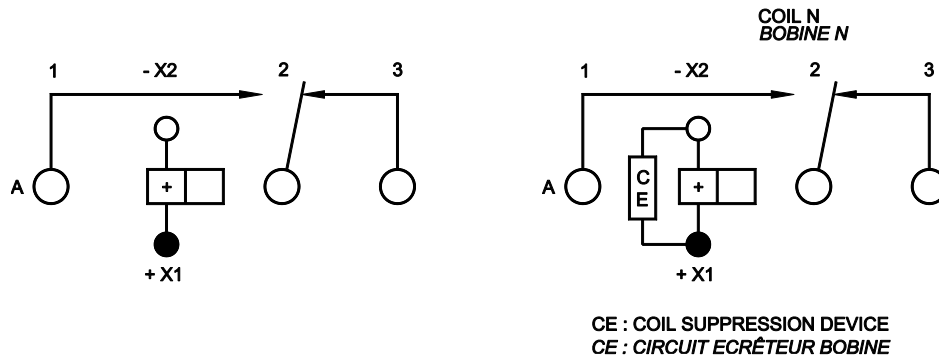 COIL N
BOBINE N
1 - X2 2 3
1 - X2 2 3
A +
A C E +
+ X1
+ X1
CE : COIL SUPPRESSION DEVICE
CE : CIRCUIT ECRÊTEUR BOBINE